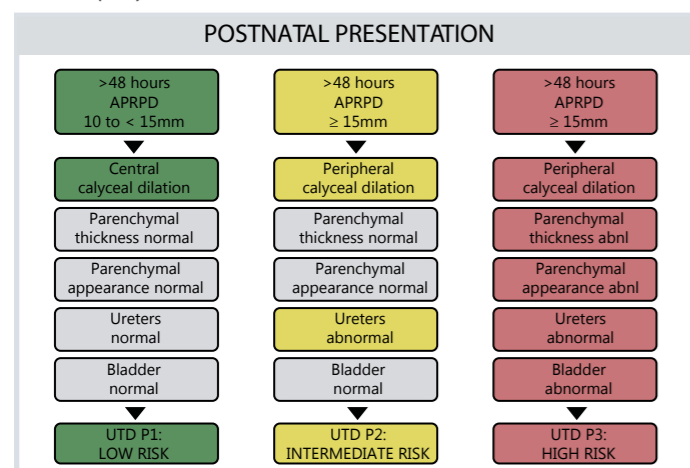 POSTNATAL PRESENTATION
>48 hours
APRPD
10 to < 15mm
Central
calyceal dilation
Parenchymal
thickness normal
Parenchymal
appearance normal
Ureters
normal
Bladder
normal
UTD P1:
LOW RISK
>48 hours
APRPD
≥ 15mm
Peripheral
calyceal dilation
Parenchymal
thickness normal
Parenchymal
appearance normal
Ureters
abnormal
Bladder
normal
UTD P2:
INTERMEDIATE RISK
>48 hours
APRPD
≥ 15mm
Peripheral
calyceal dilation
Parenchymal
thickness abnl
Parenchymal
appearance abnl
Ureters
abnormal
Bladder
abnormal
UTD P3:
HIGH RISK